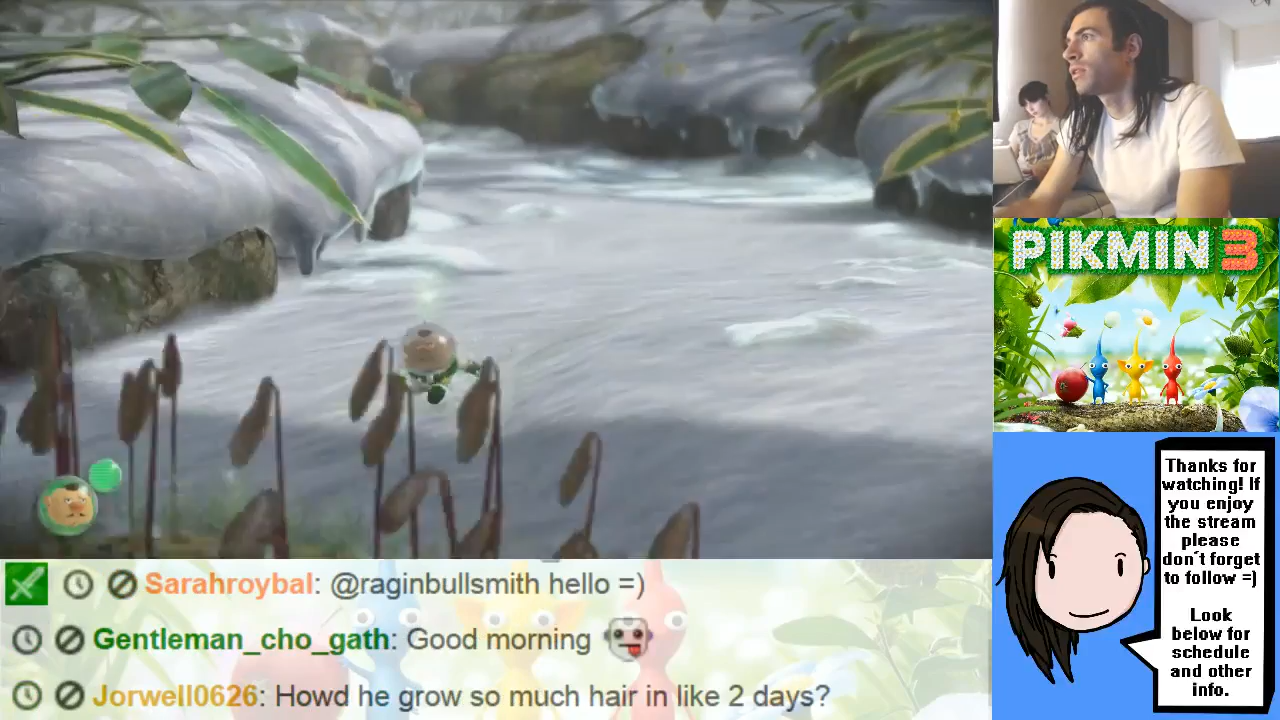 PIKMIN 3
Thanks for
watching! If
you enjoy
the stream
please
don´t forget
to follow =)
Look
below for
schedule
and other
info.
Sarahroybal: @raginbullsmith hello =)
Gentleman_cho_gath: Good morning
Jorwell0626: Howd he grow so much hair in like 2 days?